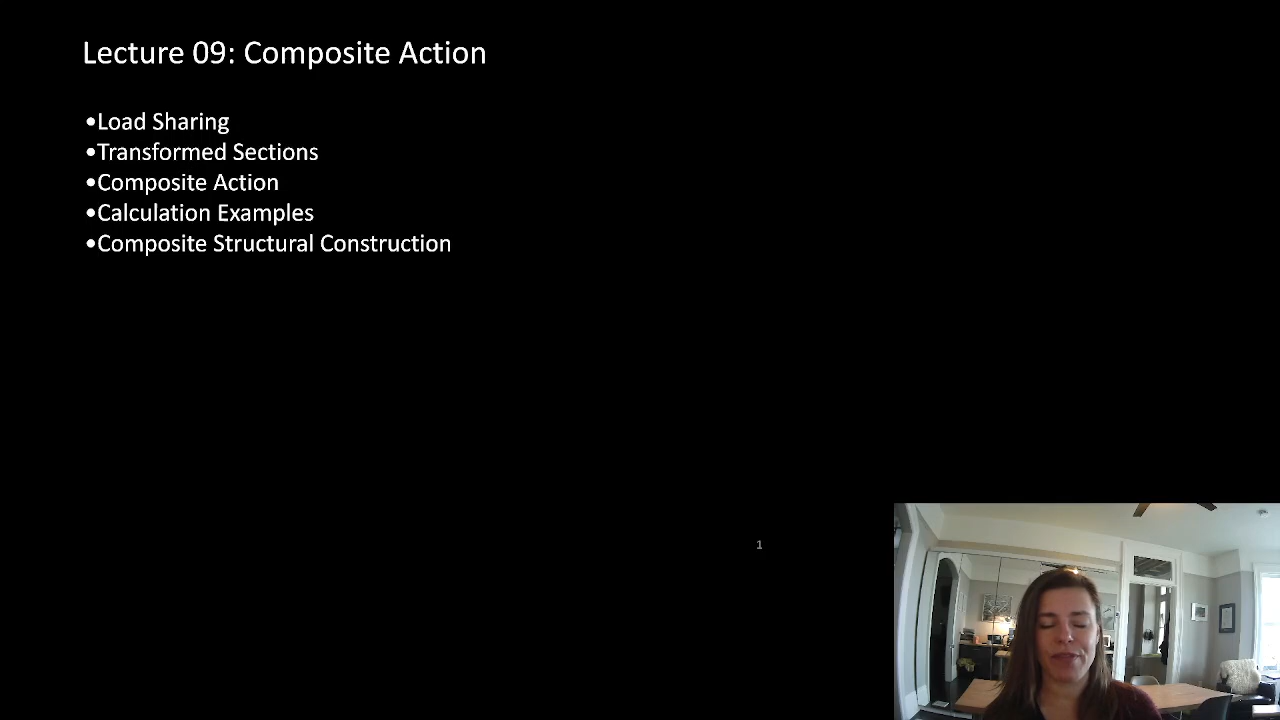 Lecture 09: Composite Action
•Load Sharing
•Transformed Sections
•Composite Action
•Calculation Examples
•Composite Structural Construction
1